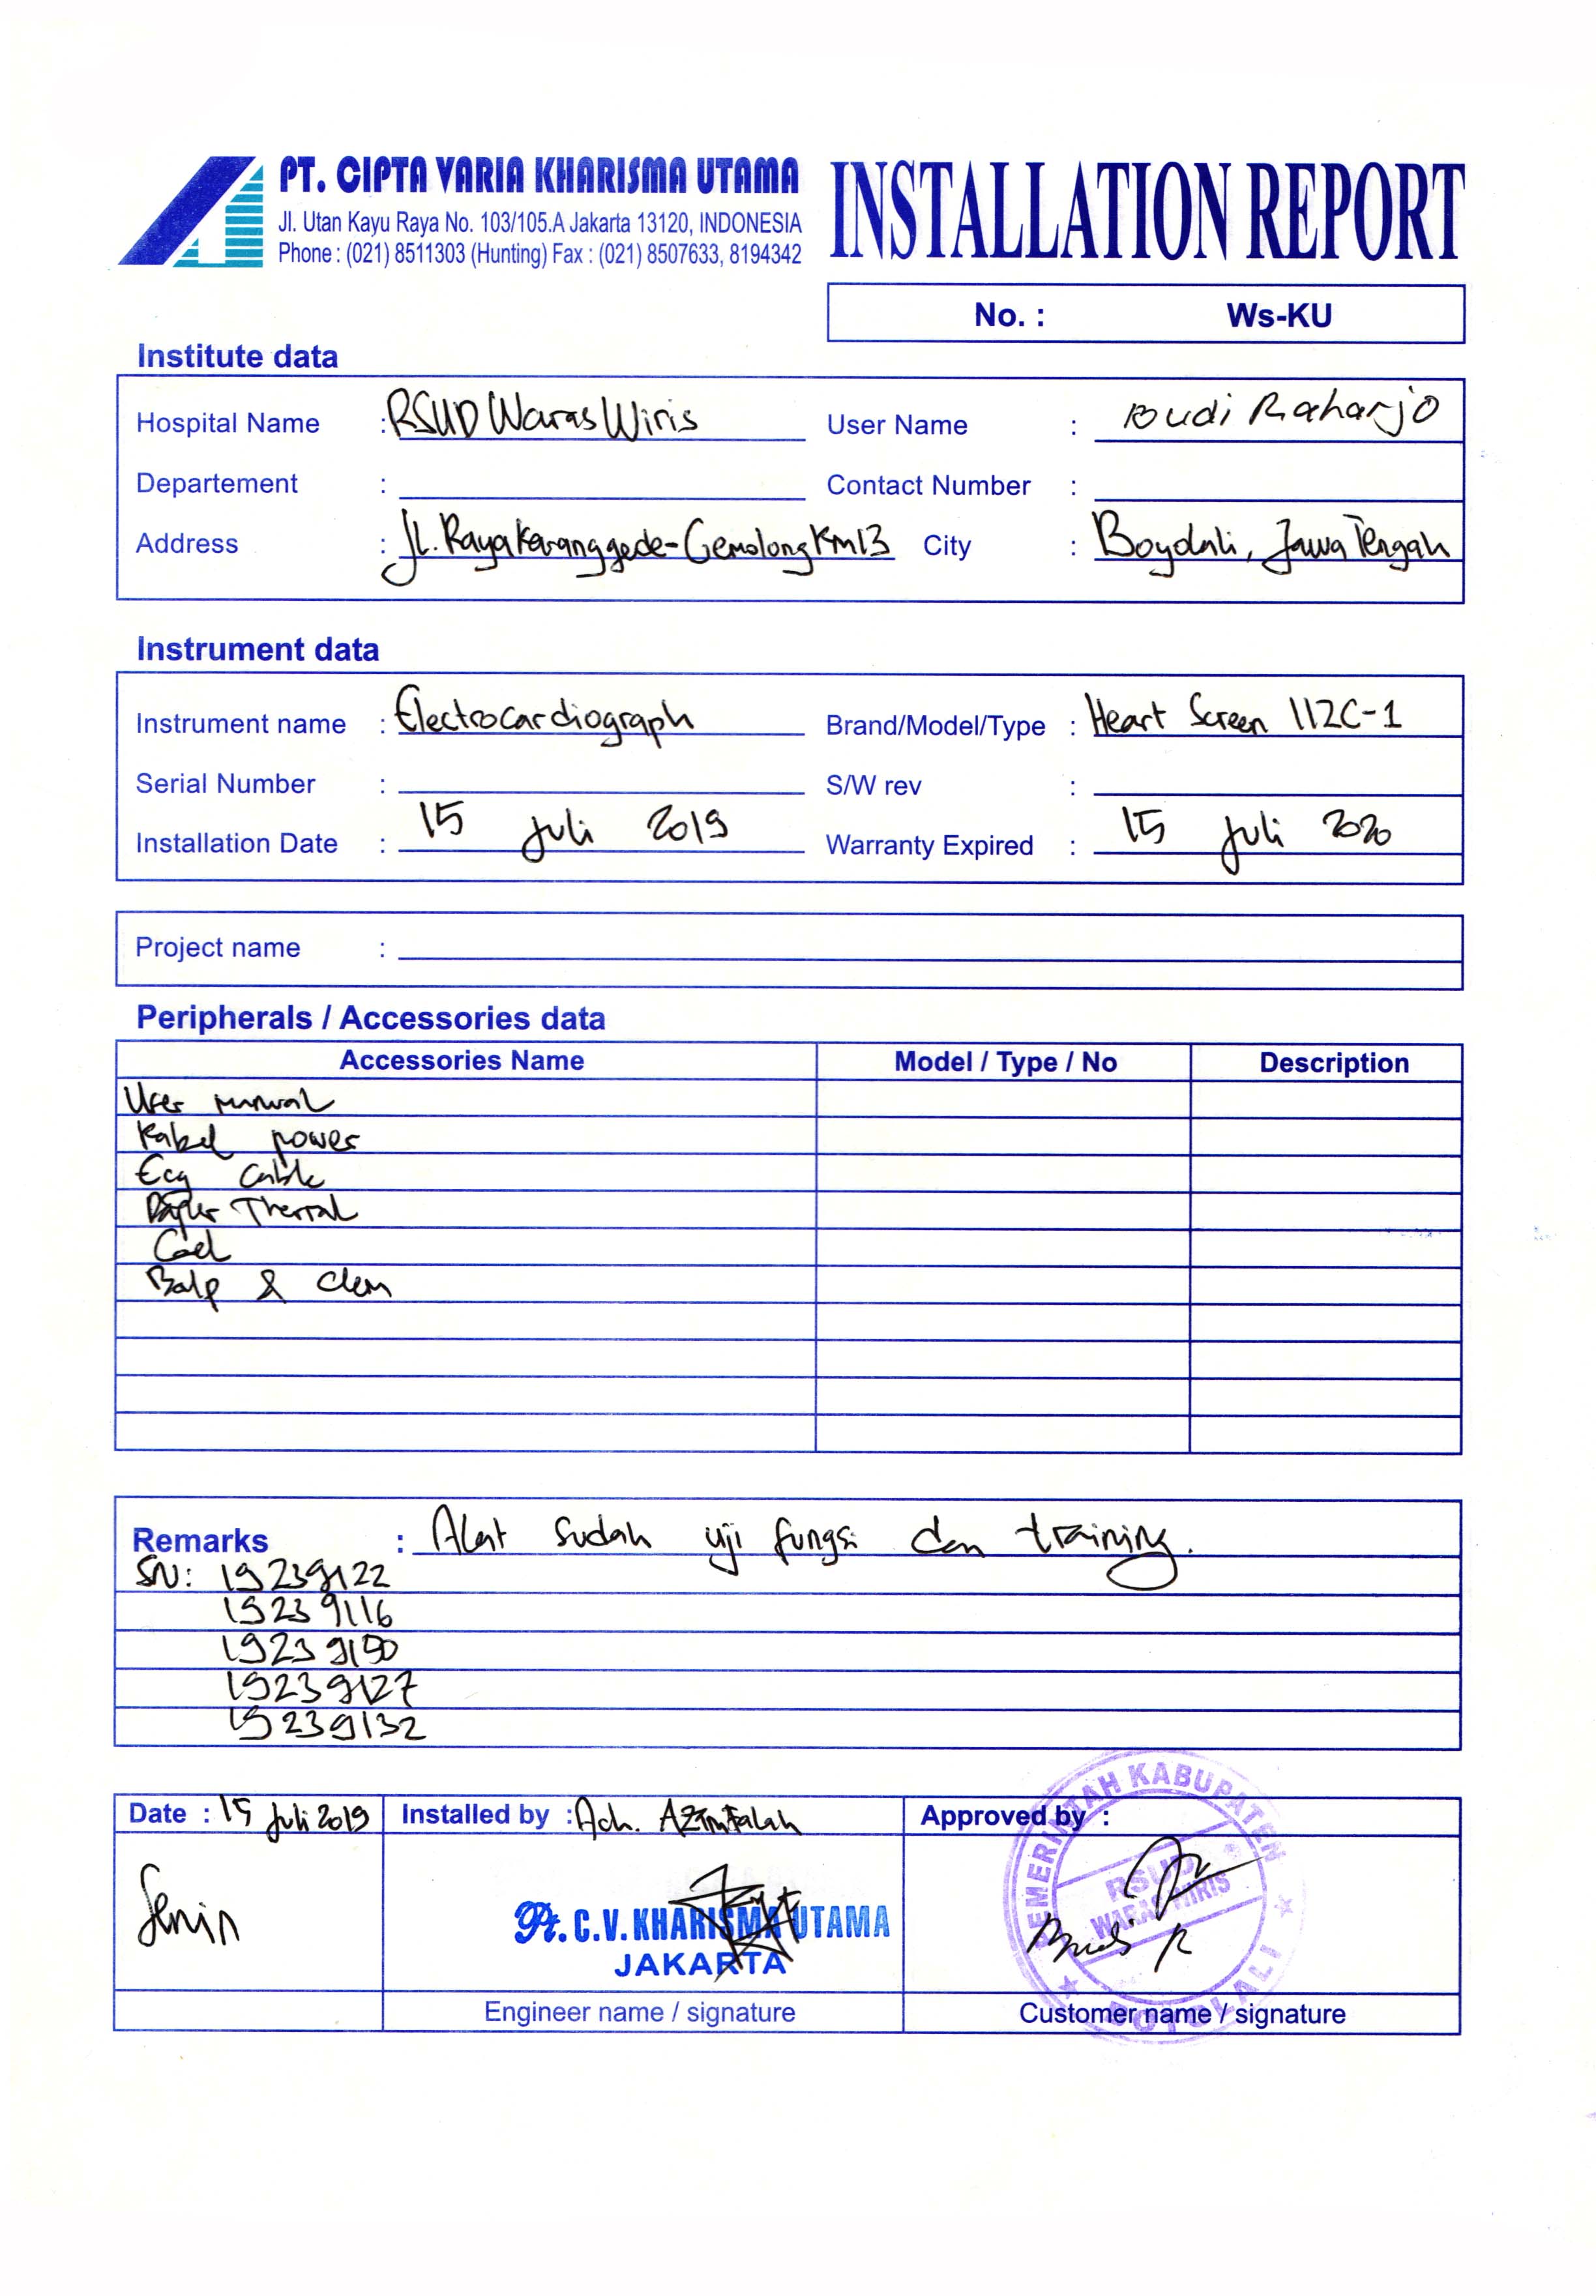 PT. CIPTA VARIA KHARISMA UTAMA
Jl. Utan Kayu Raya No. 103/105.A Jakarta 13120, INDONESIA
Phone : (021) 8511303 (Hunting) Fax : (021) 8507633, 8194342
INSTALLATION REPORT
No. : Ws-KU
Institute data
Hospital Name : RSUD Waras Wiris User Name : Budi Raharjo
Departement : Contact Number :
Address : Jl. Raya Karanggede-Gemolong Km13 City : Boyolali, Jawa Tengah
Instrument data
Instrument name : Electrocardiograph Brand/Model/Type : Heart Screen 112C-1
Serial Number : S/W rev :
Installation Date : 15 Juli 2019 Warranty Expired : 15 Juli 2020
Project name :
Peripherals / Accessories data
Accessories Name Model / Type / No Description
User manual
Kabel power
Ecg Cable
Paper Thermal
Balp &
Remarks : Alat sudah uji fungsi dan training.
SN: 19239122
19239116
19239130
19239127
19239132
Date : 15 Juli 2019 Installed by : Ach. Approved by :
Senin
Pt. C.V. KHARISMA UTAMA
JAKARTA
PEMERINTAH KABUPATEN
RSUD
WARAS WIRIS
BOYOLALI
Budi R
Engineer name / signature Customer name / signature